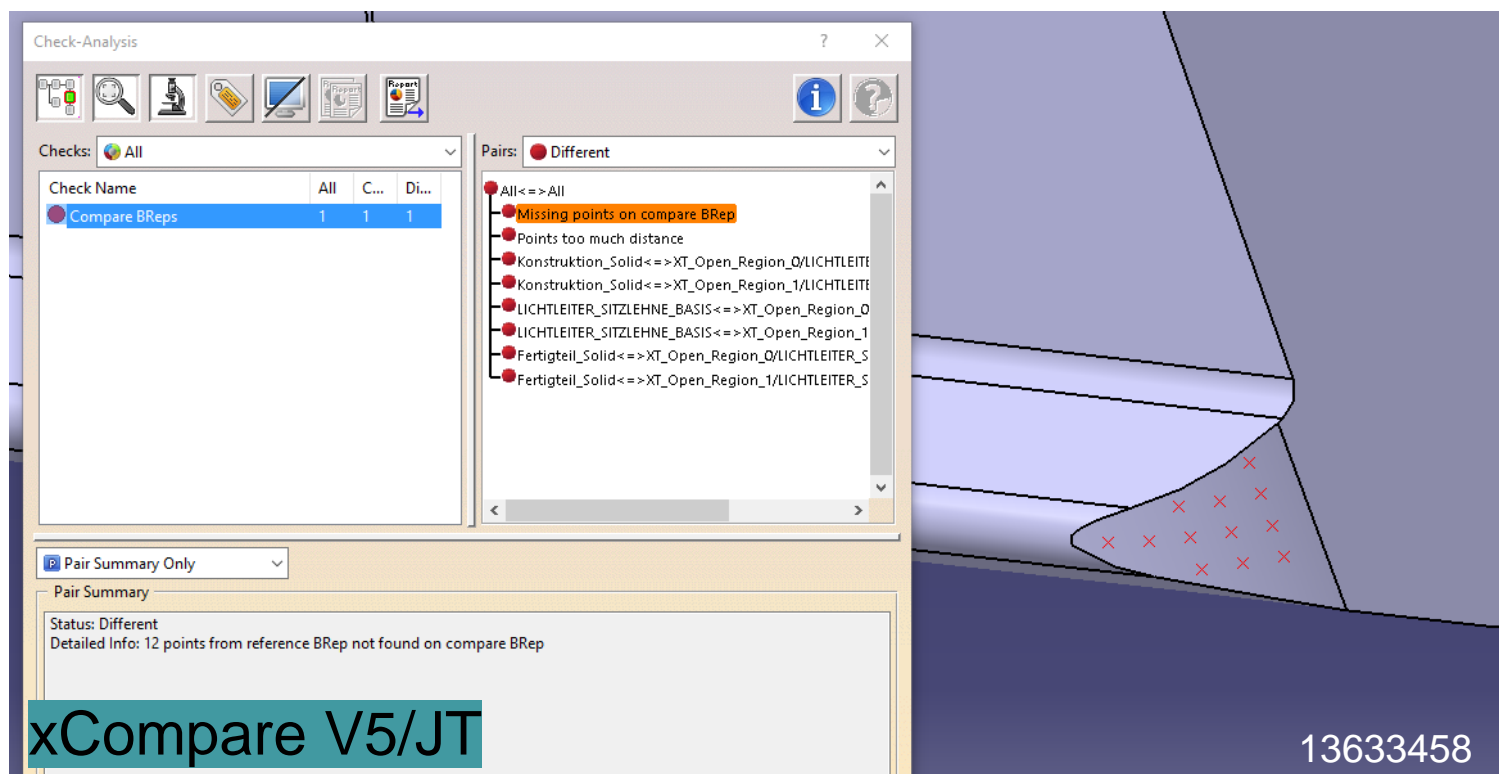 Check-Analysis
?
Report
Report
i
?
Checks: All
Check Name All C... Di...
Compare BReps 1 1 1
Pairs: Different
All<=>All
Missing points on compare BRep
Points too much distance
Konstruktion_Solid<=>XT_Open_Region_0/LICHTLEITE
Konstruktion_Solid<=>XT_Open_Region_1/LICHTLEITE
LICHTLEITER_SITZLEHNE_BASIS<=>XT_Open_Region_0
LICHTLEITER_SITZLEHNE_BASIS<=>XT_Open_Region_1
Fertigteil_Solid<=>XT_Open_Region_0/LICHTLEITER_S
Fertigteil_Solid<=>XT_Open_Region_1/LICHTLEITER_S
P Pair Summary Only
Pair Summary
Status: Different
Detailed Info: 12 points from reference BRep not found on compare BRep
xCompare V5/JT
13633458